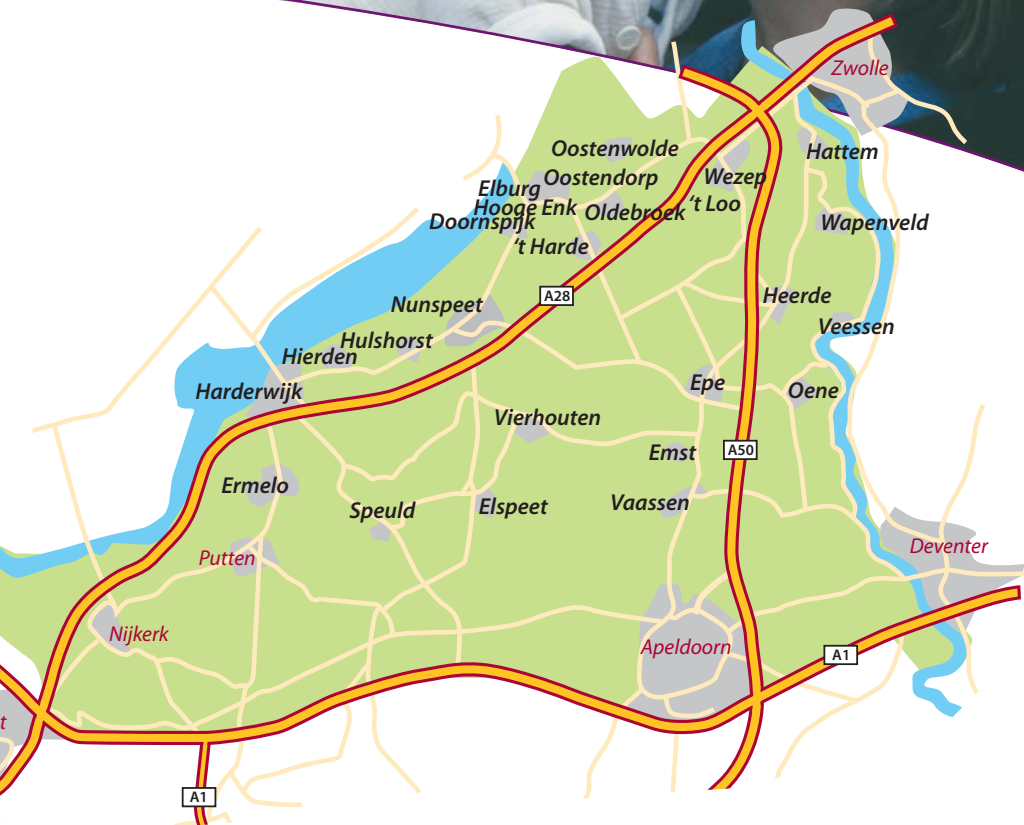 Zwolle
Oostenwolde
Hattem
Oostendorp
Wezep
Elburg
Hooge Enk
Oldebroek
't Loo
Doornspijk
Wapenveld
't Harde
A28
Heerde
Nunspeet
Veessen
Hulshorst
Hierden
Harderwijk
Epe
Oene
Vierhouten
Emst
A50
Ermelo
Speuld
Elspeet
Vaassen
Putten
Deventer
Nijkerk
Apeldoorn
A1
t
A1